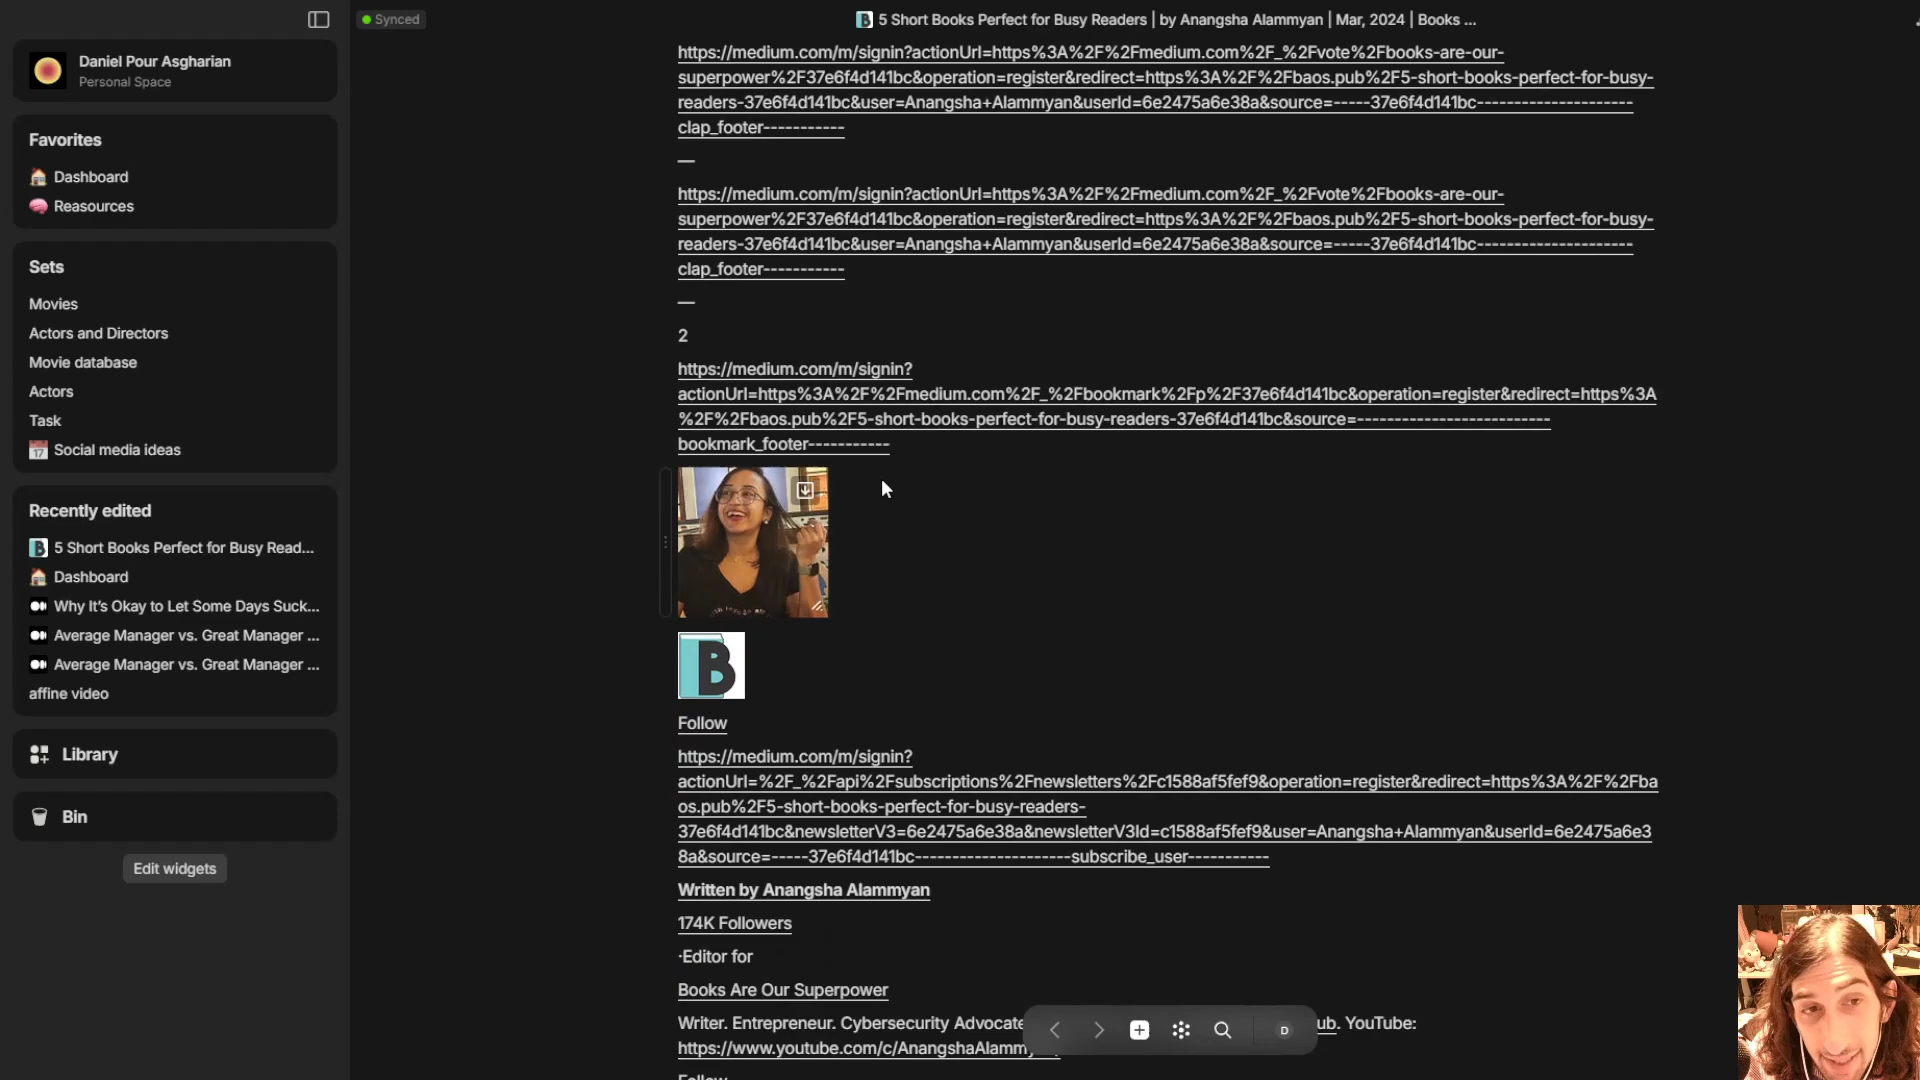 Synced
5 Short Books Perfect for Busy Readers | by Anangsha Alammyan | Mar, 2024 | Books ...
Daniel Pour Asgharian
Personal Space
Favorites
Dashboard
Reasources
Sets
Movies
Actors and Directors
Movie database
Actors
Task
17
Social media ideas
Recently edited
5 Short Books Perfect for Busy Read...
Dashboard
Why It's Okay to Let Some Days Suck...
Average Manager vs. Great Manager ...
Average Manager vs. Great Manager ...
affine video
Library
Bin
Edit widgets
https://medium.com/m/signin?actionUrl=https%3A%2F%2Fmedium.com%2F_%2Fvote%2Fbooks-are-our-
superpower%2F37e6f4d141bc&operation=register&redirect=https%3A%2F%2Fbaos.pub%2F5-short-books-perfect-for-busy-
readers-37e6f4d141bc&user=Anangsha+Alammyan&userId=6e2475a6e38a&source=-----37e6f4d141bc---------------------
clap_footer-----------
—
https://medium.com/m/signin?actionUrl=https%3A%2F%2Fmedium.com%2F_%2Fvote%2Fbooks-are-our-
superpower%2F37e6f4d141bc&operation=register&redirect=https%3A%2F%2Fbaos.pub%2F5-short-books-perfect-for-busy-
readers-37e6f4d141bc&user=Anangsha+Alammyan&userId=6e2475a6e38a&source=-----37e6f4d141bc---------------------
clap_footer-----------
—
2
https://medium.com/m/signin?
actionUrl=https%3A%2F%2Fmedium.com%2F_%2Fbookmark%2Fp%2F37e6f4d141bc&operation=register&redirect=https%3A
%2F%2Fbaos.pub%2F5-short-books-perfect-for-busy-readers-37e6f4d141bc&source=--------------------------
bookmark_footer-----------
B
Follow
https://medium.com/m/signin?
actionUrl=%2F_%2Fapi%2Fsubscriptions%2Fnewsletters%2Fc1588af5fef9&operation=register&redirect=https%3A%2F%2Fba
os.pub%2F5-short-books-perfect-for-busy-readers-
37e6f4d141bc&newsletterV3=6e2475a6e38a&newsletterV3Id=c1588af5fef9&user=Anangsha+Alammyan&userId=6e2475a6e3
8a&source=-----37e6f4d141bc---------------------subscribe_user-----------
Written by Anangsha Alammyan
174K Followers
·Editor for
Books Are Our Superpower
Writer. Entrepreneur. Cybersecurity Advocate ub. YouTube:
https://www.youtube.com/c/AnangshaAlammy
D
Follow